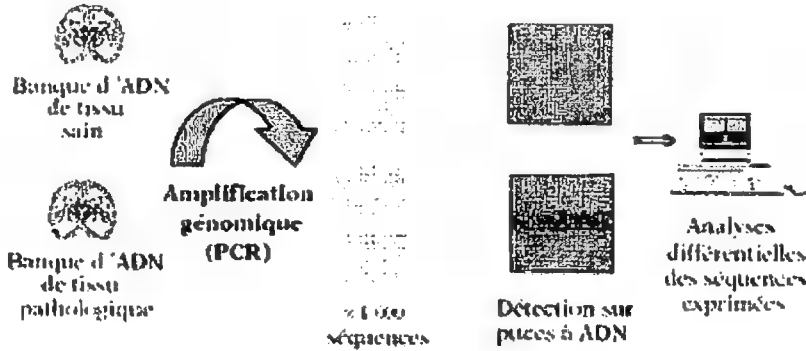 Banque d'ADN
de tissu
sain
Banque d'ADN
de tissu
pathologique
Amplification
génomique
(PCR)
séquences
Détection sur
puces à ADN
Analyses
différentielles
des séquences
exprimées